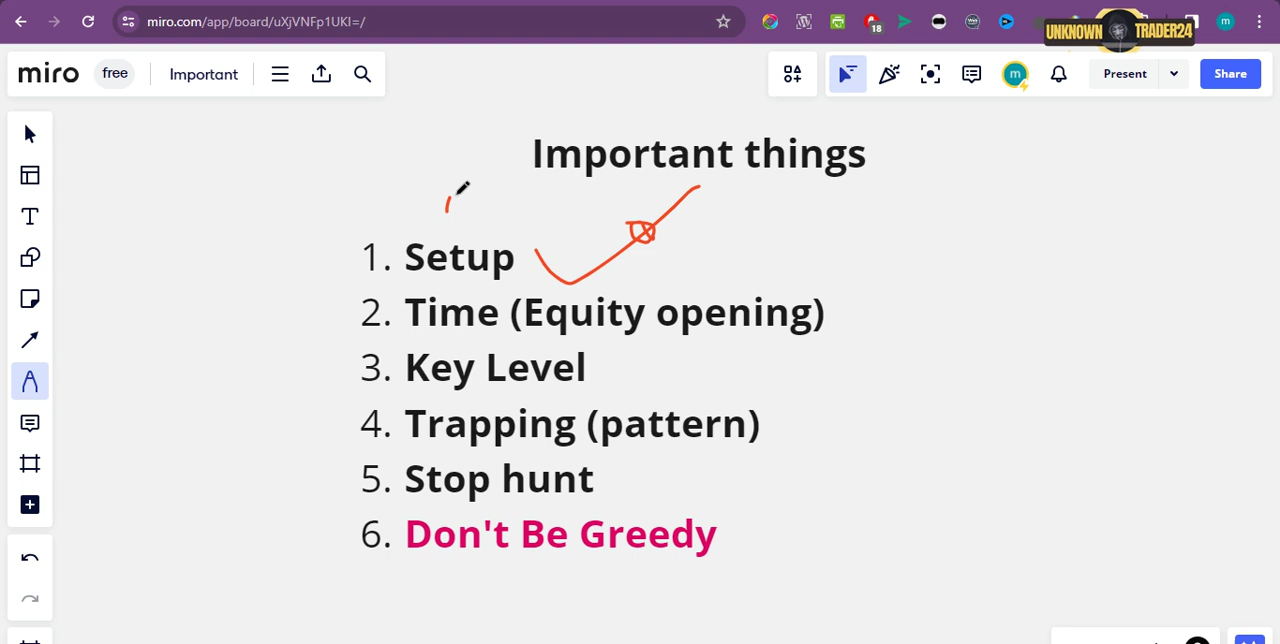 miro.com/app/board/uXjVNFp1UKI=/
18
m
UNKNOWN TRADER24
miro
free
Important
m
Present
Share
Important things
1. Setup
2. Time (Equity opening)
3. Key Level
4. Trapping (pattern)
5. Stop hunt
6. Don't Be Greedy